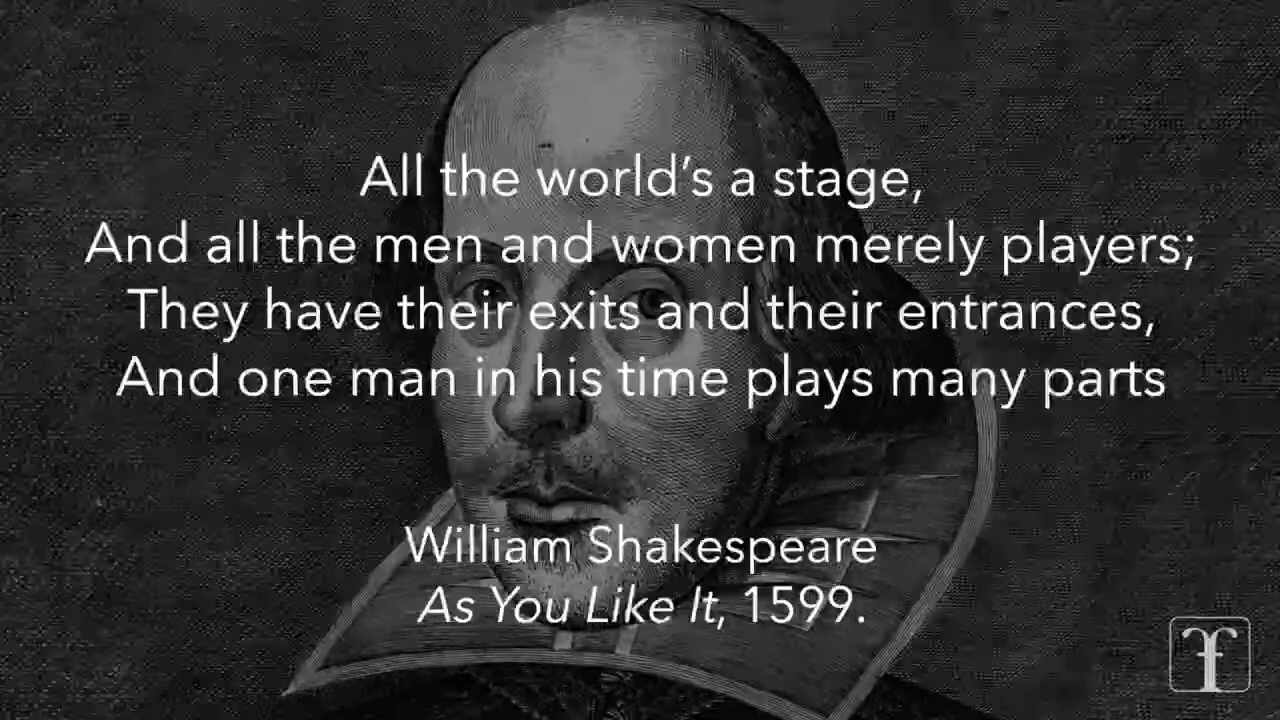 All the world’s a stage,
And all the men and women merely players;
They have their exits and their entrances,
And one man in his time plays many parts
William Shakespeare
As You Like It, 1599.